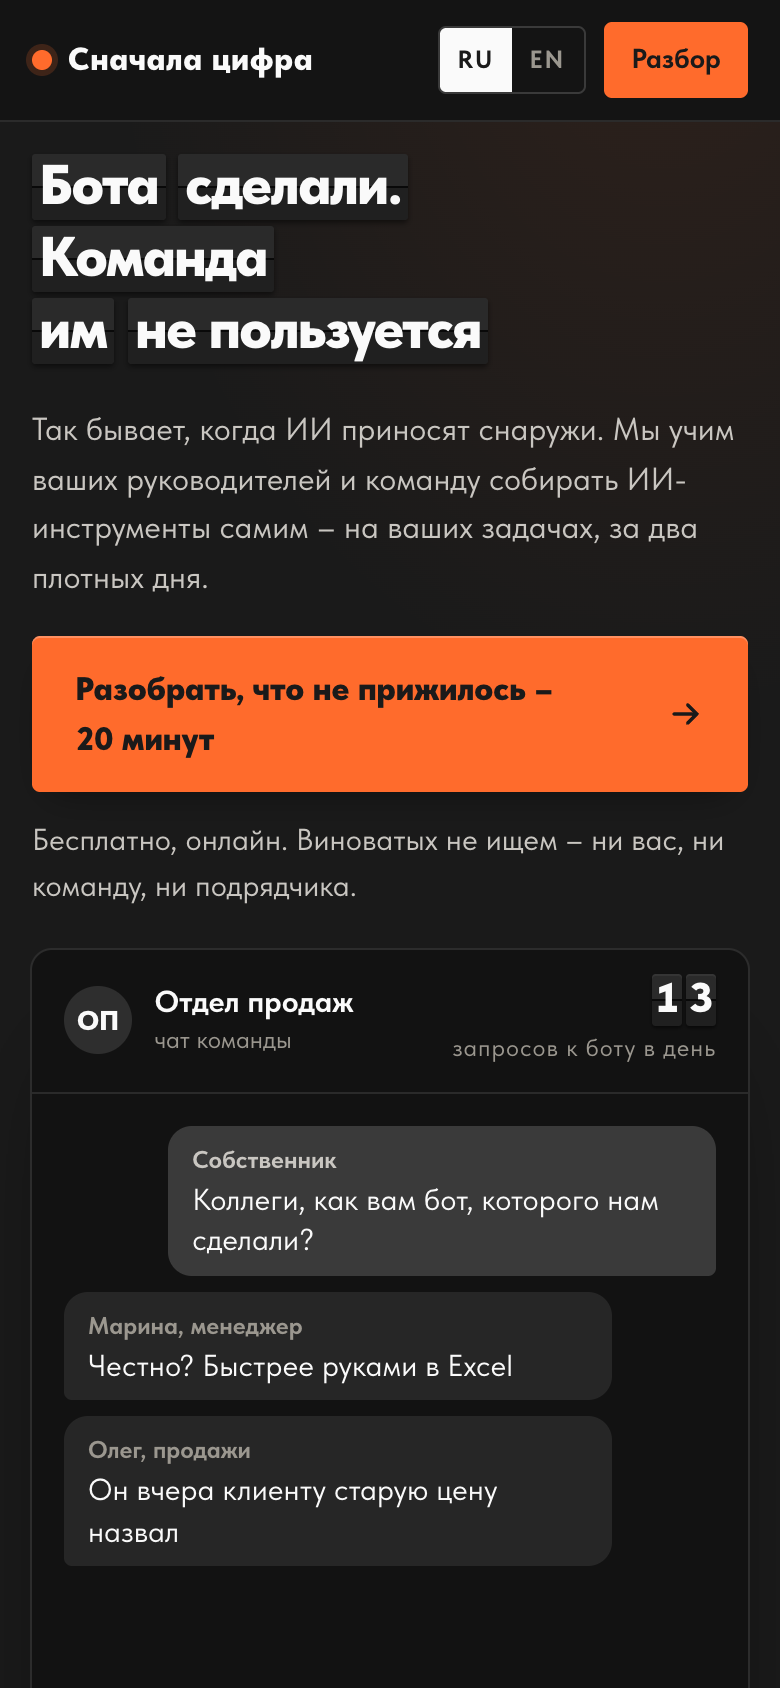 Сначала цифра
RU EN
Разбор
Бота сделали.
Команда
им не пользуется
Так бывает, когда ИИ приносят снаружи. Мы учим
ваших руководителей и команду собирать ИИ-
инструменты самим – на ваших задачах, за два
плотных дня.
Разобрать, что не прижилось –
20 минут
→
Бесплатно, онлайн. Виноватых не ищем – ни вас, ни
команду, ни подрядчика.
ОП
Отдел продаж
чат команды
13
запросов к боту в день
Собственник
Коллеги, как вам бот, которого нам
сделали?
Марина, менеджер
Честно? Быстрее руками в Excel
Олег, продажи
Он вчера клиенту старую цену
назвал